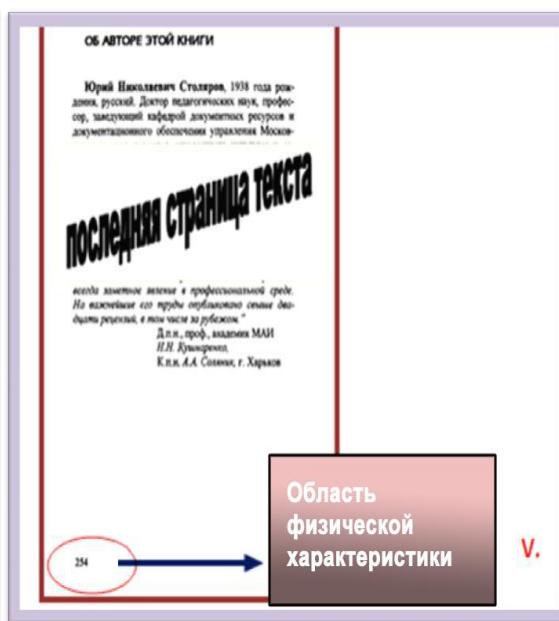 ОБ АВТОРЕ ЭТОЙ КНИГИ
Юрий Николаевич Столяров, 1938 года рож-
дения, русский. Доктор педагогических наук, профес-
сор, заведующий кафедрой документных ресурсов и
документационного обеспечения управления Москов-
последняя страница текста
всегда заметное явление в профессиональной среде.
На важнейшие его труды опубликовано свыше два-
дцати рецензий, в том числе за рубежом."
Д.п.н., проф., академик МАИ
Н.Н. Кушнаренко,
К.п.н. А.А. Соляник, г. Харьков
Область
физической
характеристики
V.
254